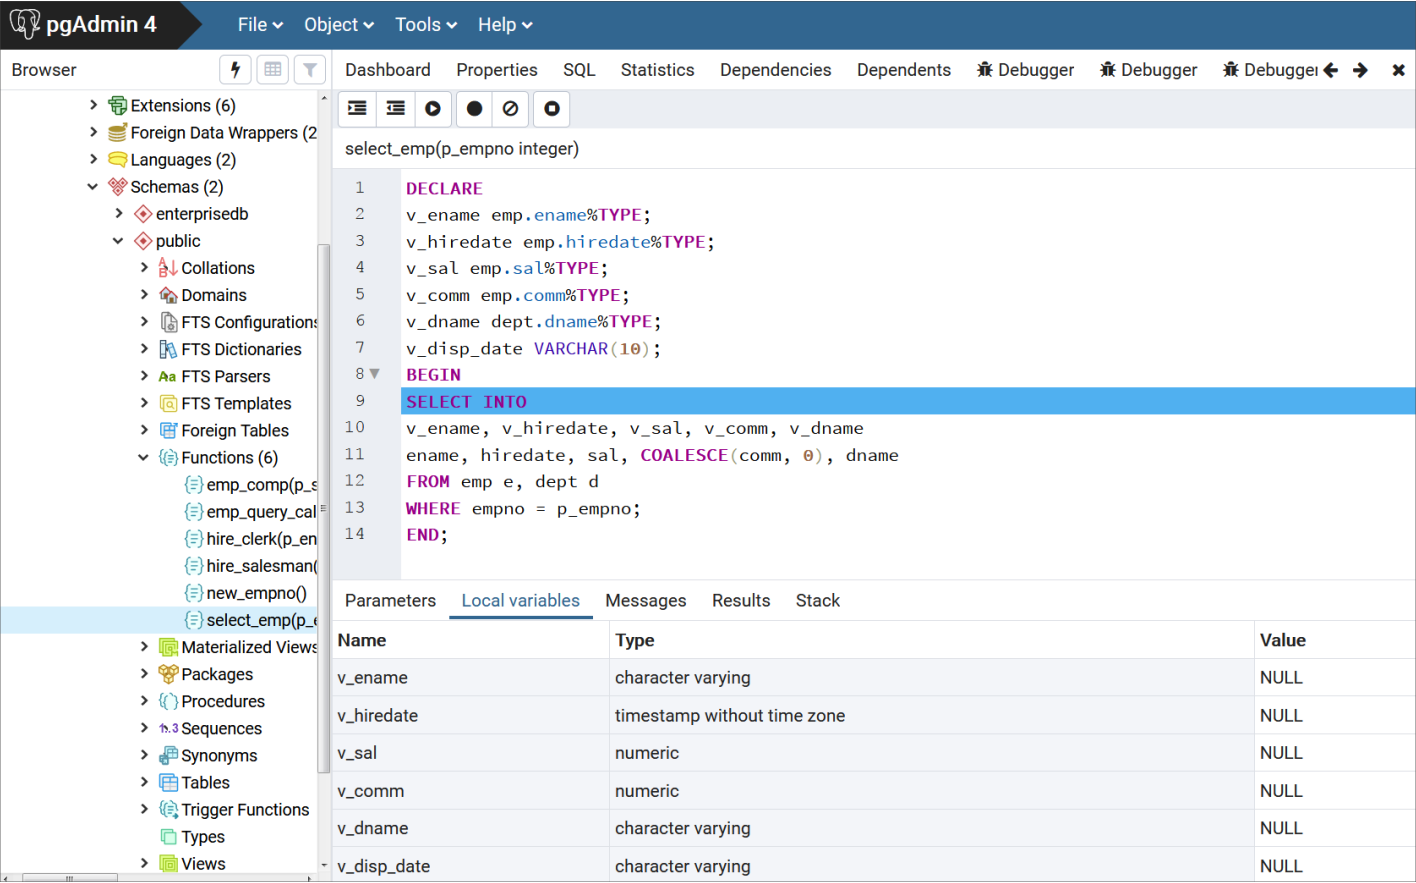 pgAdmin 4
File Object Tools Help
Browser
Dashboard Properties SQL Statistics Dependencies Dependents Debugger Debugger Debugger
Extensions (6)
Foreign Data Wrappers (2
Languages (2)
Schemas (2)
enterprisedb
public
Collations
Domains
FTS Configurations
FTS Dictionaries
Aa FTS Parsers
FTS Templates
Foreign Tables
Functions (6)
emp_comp(p_s
emp_query_cal
hire_clerk(p_en
hire_salesman(
new_empno()
select_emp(p_e
Materialized Views
Packages
Procedures
1..3 Sequences
Synonyms
Tables
Trigger Functions
Types
Views
select_emp(p_empno integer)
1 DECLARE
2 v_ename emp.ename%TYPE;
3 v_hiredate emp.hiredate%TYPE;
4 v_sal emp.sal%TYPE;
5 v_comm emp.comm%TYPE;
6 v_dname dept.dname%TYPE;
7 v_disp_date VARCHAR(10);
8 BEGIN
9 SELECT INTO
10 v_ename, v_hiredate, v_sal, v_comm, v_dname
11 ename, hiredate, sal, COALESCE(comm, 0), dname
12 FROM emp e, dept d
13 WHERE empno = p_empno;
14 END;
Parameters Local variables Messages Results Stack
Name Type Value
v_ename character varying NULL
v_hiredate timestamp without time zone NULL
v_sal numeric NULL
v_comm numeric NULL
v_dname character varying NULL
v_disp_date character varying NULL